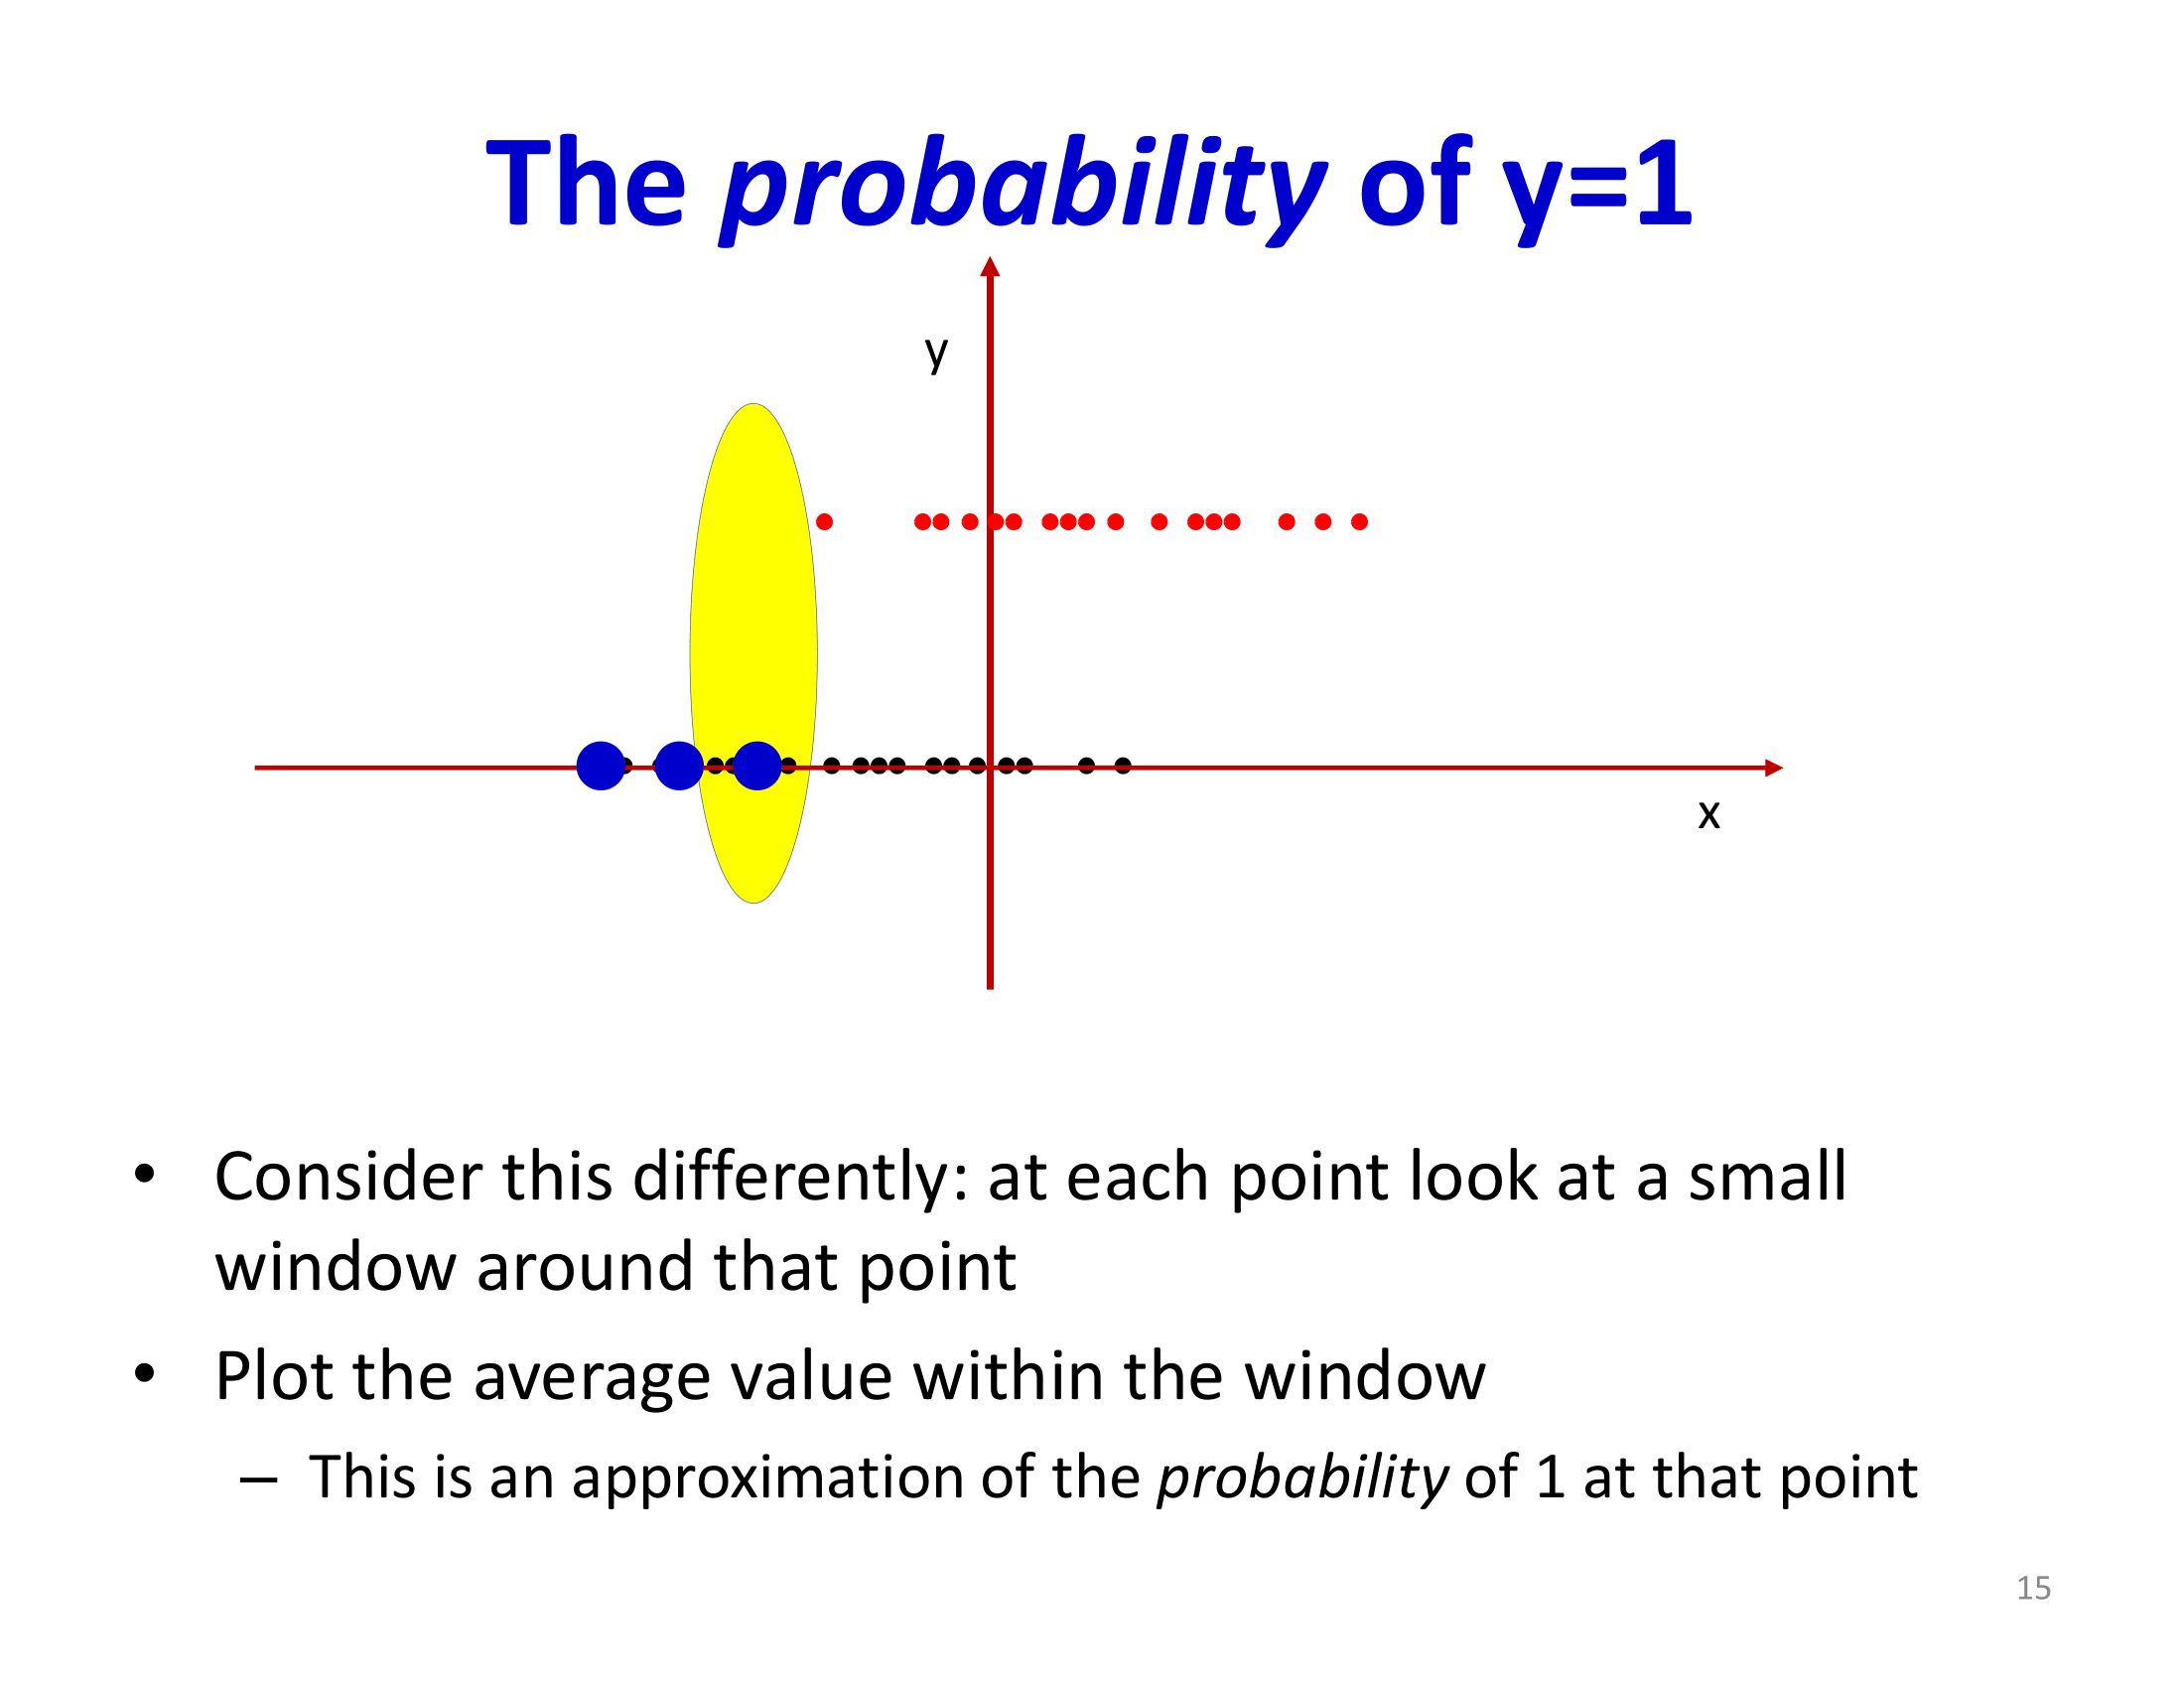 The probability of y=1
y
x
• Consider this differently: at each point look at a small
window around that point
• Plot the average value within the window
– This is an approximation of the probability of 1 at that point
15